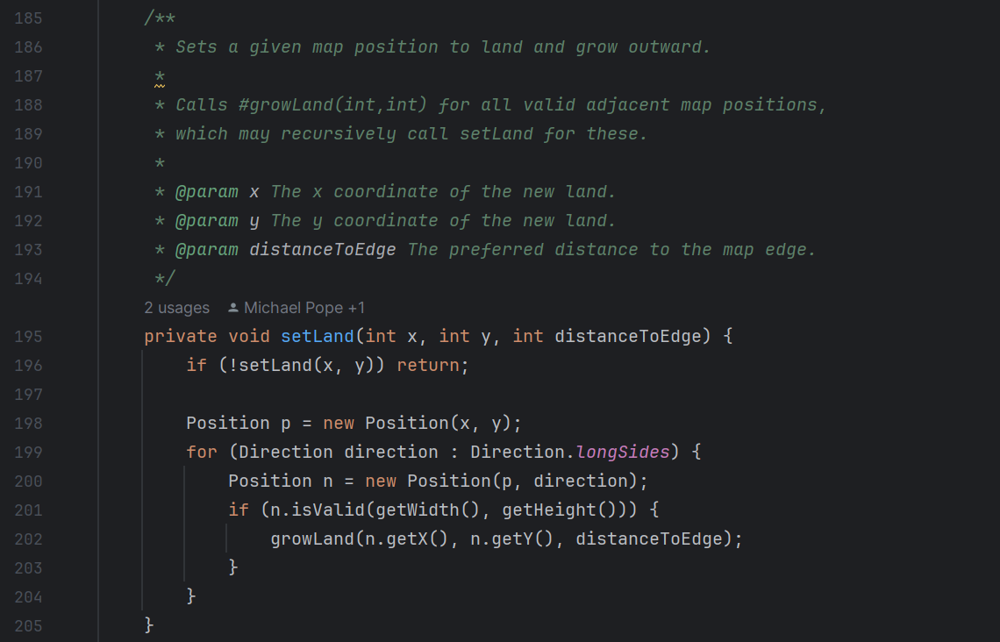 185 /**
186  * Sets a given map position to land and grow outward.
187  *
188  * Calls #growLand(int,int) for all valid adjacent map positions,
189  * which may recursively call setLand for these.
190  *
191  * @param x The x coordinate of the new land.
192  * @param y The y coordinate of the new land.
193  * @param distanceToEdge The preferred distance to the map edge.
194  */
2 usages Michael Pope +1
195 private void setLand(int x, int y, int distanceToEdge) {
196     if (!setLand(x, y)) return;
197
198     Position p = new Position(x, y);
199     for (Direction direction : Direction.longSides) {
200         Position n = new Position(p, direction);
201         if (n.isValid(getWidth(), getHeight())) {
202             growLand(n.getX(), n.getY(), distanceToEdge);
203         }
204     }
205 }